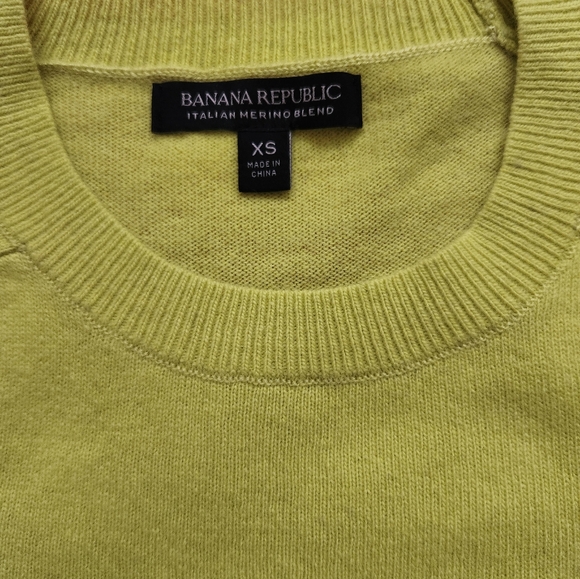 BANANA REPUBLIC
ITALIAN MERINO BLEND
XS
MADE IN
CHINA